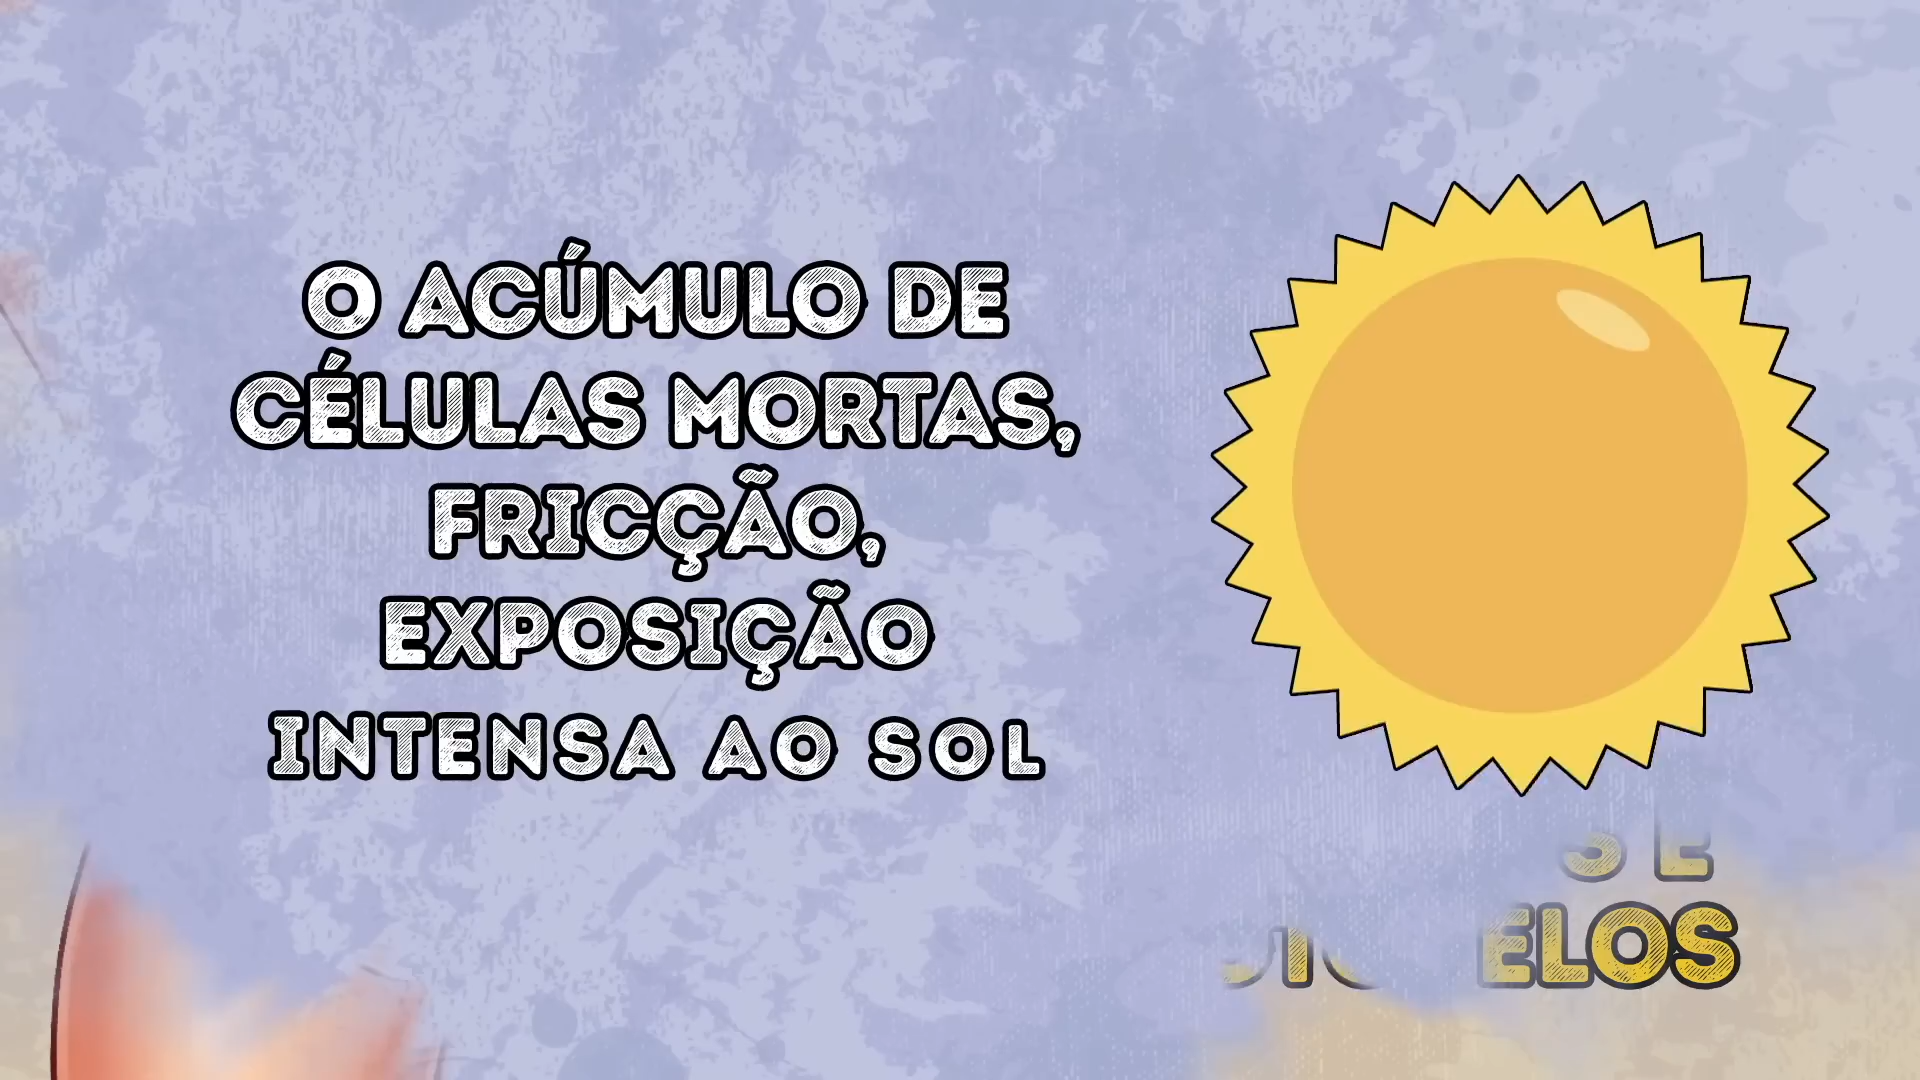 O ACÚMULO DE
CÉLULAS MORTAS,
FRICÇÃO,
EXPOSIÇÃO
INTENSA AO SOL